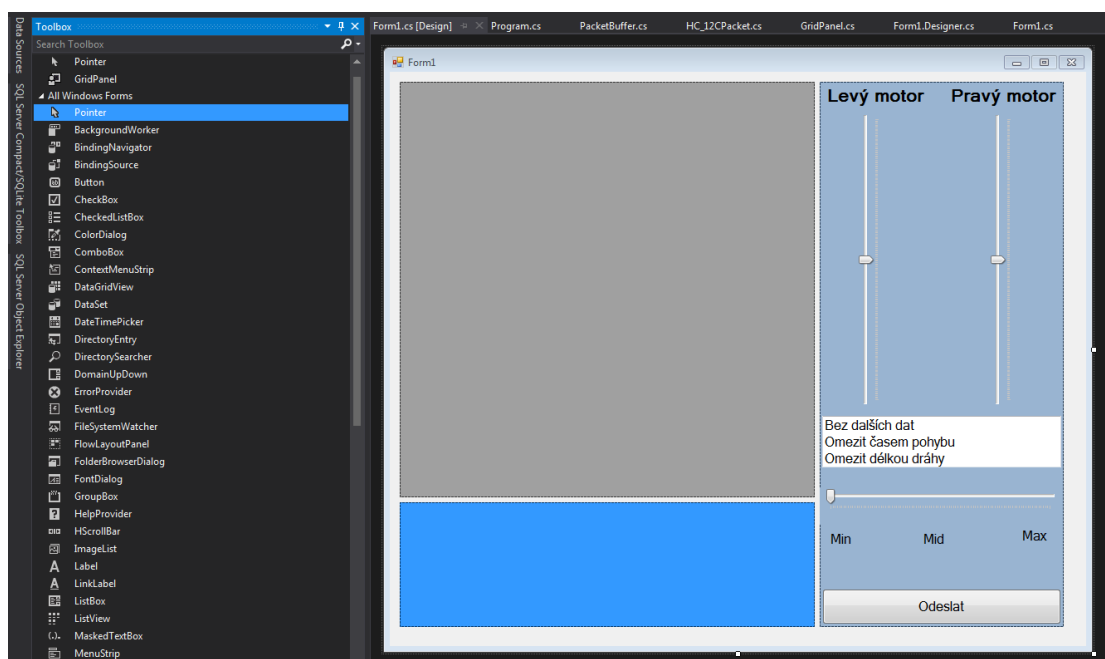 Data Sources
SQL Server Compact/SQLite Toolbox
SQL Server Object Explorer
Toolbox
Search Toolbox
Pointer
GridPanel
All Windows Forms
Pointer
BackgroundWorker
BindingNavigator
BindingSource
Button
CheckBox
CheckedListBox
ColorDialog
ComboBox
ContextMenuStrip
DataGridView
DataSet
DateTimePicker
DirectoryEntry
DirectorySearcher
DomainUpDown
ErrorProvider
EventLog
FileSystemWatcher
FlowLayoutPanel
FolderBrowserDialog
FontDialog
GroupBox
HelpProvider
HScrollBar
ImageList
Label
LinkLabel
ListBox
ListView
MaskedTextBox
MenuStrip
Form1.cs [Design] Program.cs PacketBuffer.cs HC_12CPacket.cs GridPanel.cs Form1.Designer.cs Form1.cs
Form1
Levý motor Pravý motor
Bez dalších dat
Omezit časem pohybu
Omezit délkou dráhy
Min Mid Max
Odeslat